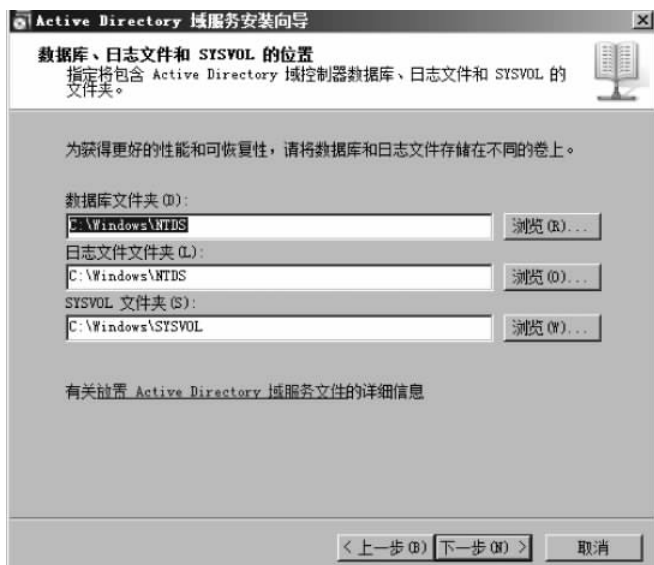 Active Directory 域服务安装向导
数据库、日志文件和 SYSVOL 的位置
指定将包含 Active Directory 域控制器数据库、日志文件和 SYSVOL 的
文件夹。
为获得更好的性能和可恢复性，请将数据库和日志文件存储在不同的卷上。
数据库文件夹(D):
C:\Windows\NTDS 浏览(R)...
日志文件文件夹(L):
C:\Windows\NTDS 浏览(O)...
SYSVOL 文件夹(S):
C:\Windows\SYSVOL 浏览(W)...
有关放置 Active Directory 域服务文件的详细信息
< 上一步(B) 下一步(N) > 取消